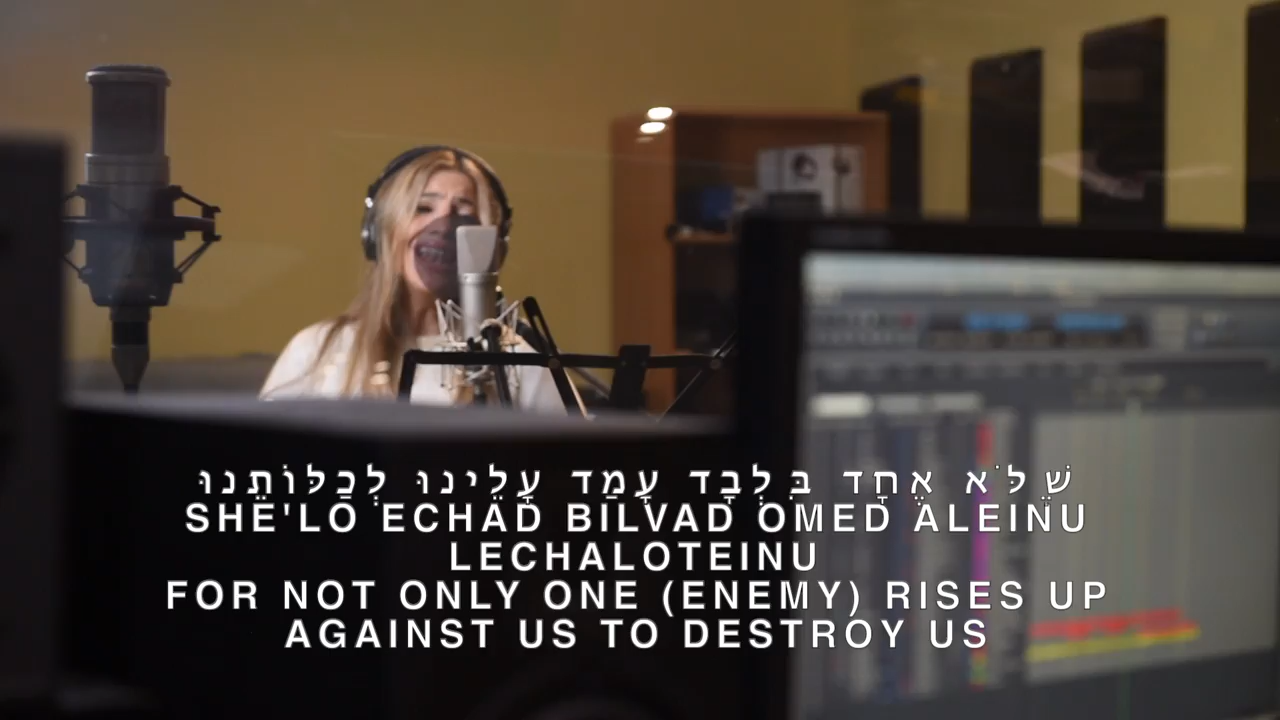 שֶׁלֹּא אֶחָד בִּלְבָד עָמַד עָלֵינוּ לְכַלּוֹתֵנוּ
SHE'LO ECHAD BILVAD OMED ALEINU
LECHALOTEINU
FOR NOT ONLY ONE (ENEMY) RISES UP
AGAINST US TO DESTROY US